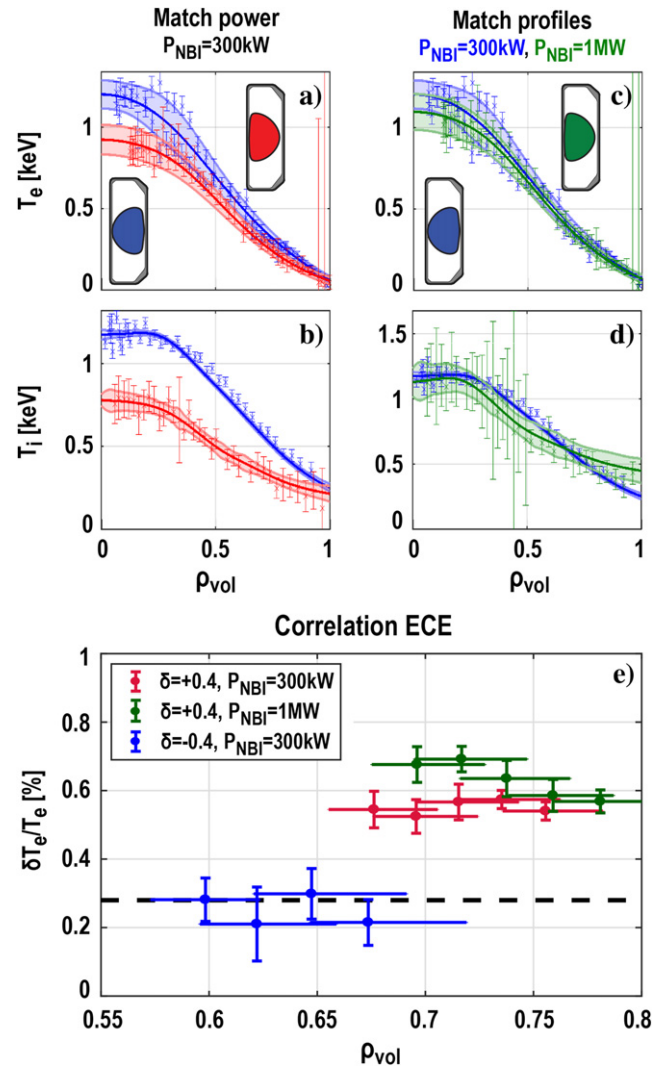 Match power
P_NBI=300kW
Match profiles
P_NBI=300kW, P_NBI=1MW
a)
c)
T_e [keV]
1
0.5
0
1
0.5
0
b)
d)
T_i [keV]
1
0.5
0
1.5
1
0.5
0
0 0.5 1
0 0.5 1
ρ_vol
ρ_vol
Correlation ECE
e)
δ=+0.4, P_NBI=300kW
δ=+0.4, P_NBI=1MW
δ=-0.4, P_NBI=300kW
δT_e/T_e [%]
1
0.8
0.6
0.4
0.2
0
0.55 0.6 0.65 0.7 0.75 0.8
ρ_vol